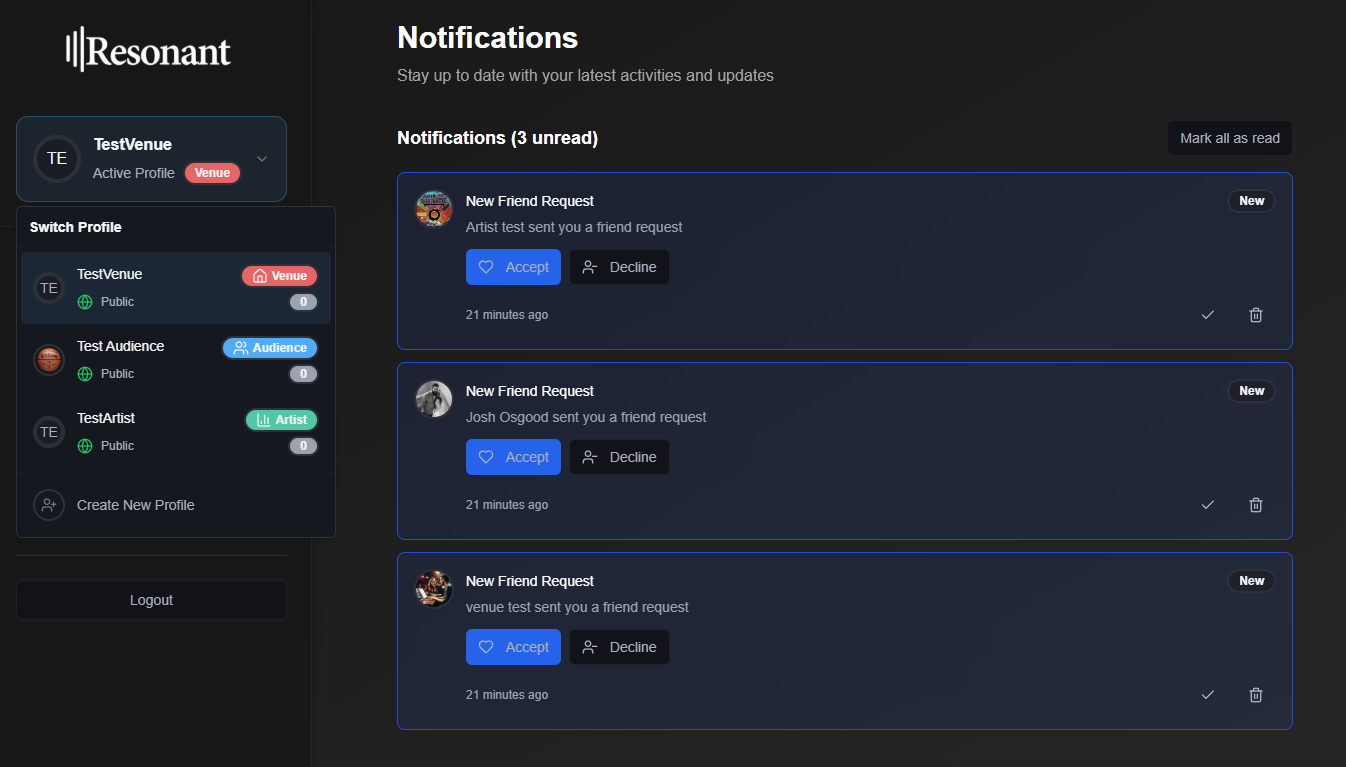 Resonant
TE
TestVenue
Active Profile Venue
Switch Profile
TE
TestVenue
Venue
Public
0
Test Audience
Audience
Public
0
TE
TestArtist
Artist
Public
0
Create New Profile
Logout
Notifications
Stay up to date with your latest activities and updates
Notifications (3 unread)
Mark all as read
New Friend Request
New
Artist test sent you a friend request
Accept
Decline
21 minutes ago
New Friend Request
New
Josh Osgood sent you a friend request
Accept
Decline
21 minutes ago
New Friend Request
New
venue test sent you a friend request
Accept
Decline
21 minutes ago